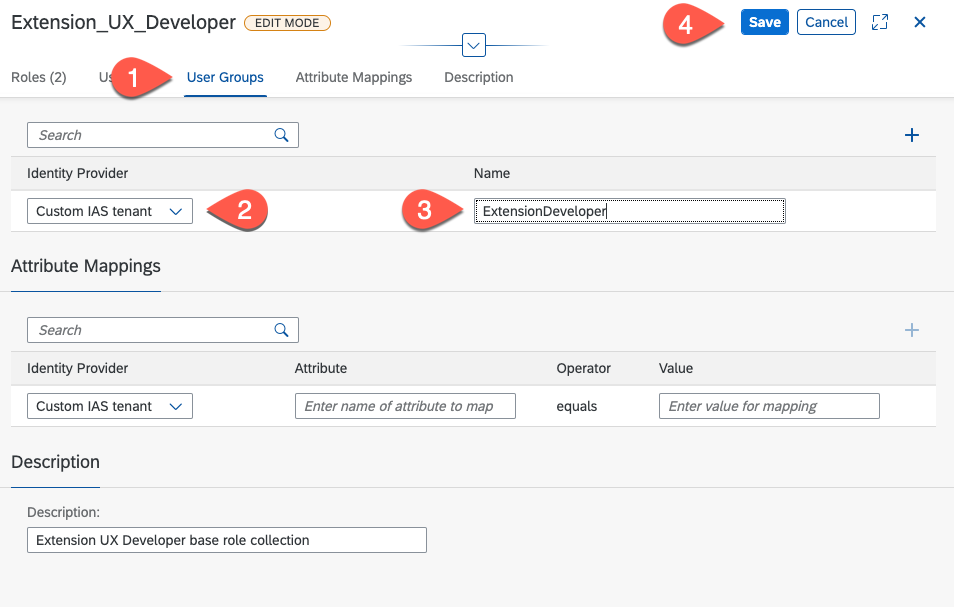 Extension_UX_Developer EDIT MODE 4 Save Cancel
Roles (2) Us 1 User Groups Attribute Mappings Description
Search
Identity Provider Name
Custom IAS tenant 2 3 ExtensionDeveloper
Attribute Mappings
Search
Identity Provider Attribute Operator Value
Custom IAS tenant Enter name of attribute to map equals Enter value for mapping
Description
Description:
Extension UX Developer base role collection